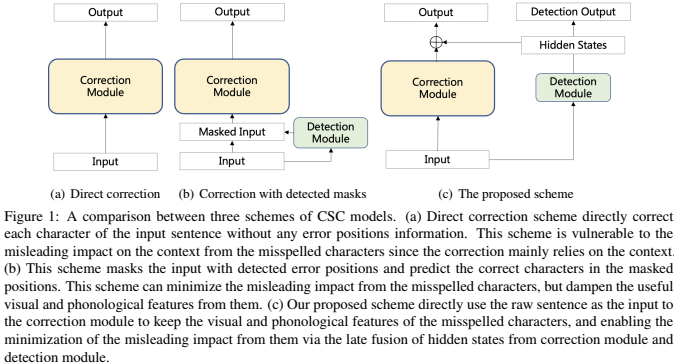 Output
Output
Output
Detection Output
Hidden States
Correction
Module
Correction
Module
Correction
Module
Detection
Module
Masked Input
Detection
Module
Input
Input
Input
(a) Direct correction
(b) Correction with detected masks
(c) The proposed scheme
Figure 1: A comparison between three schemes of CSC models. (a) Direct correction scheme directly correct
each character of the input sentence without any error positions information. This scheme is vulnerable to the
misleading impact on the context from the misspelled characters since the correction mainly relies on the context.
(b) This scheme masks the input with detected error positions and predict the correct characters in the masked
positions. This scheme can minimize the misleading impact from the misspelled characters, but dampen the useful
visual and phonological features from them. (c) Our proposed scheme directly use the raw sentence as the input to
the correction module to keep the visual and phonological features of the misspelled characters, and enabling the
minimization of the misleading impact from them via the late fusion of hidden states from correction module and
detection module.